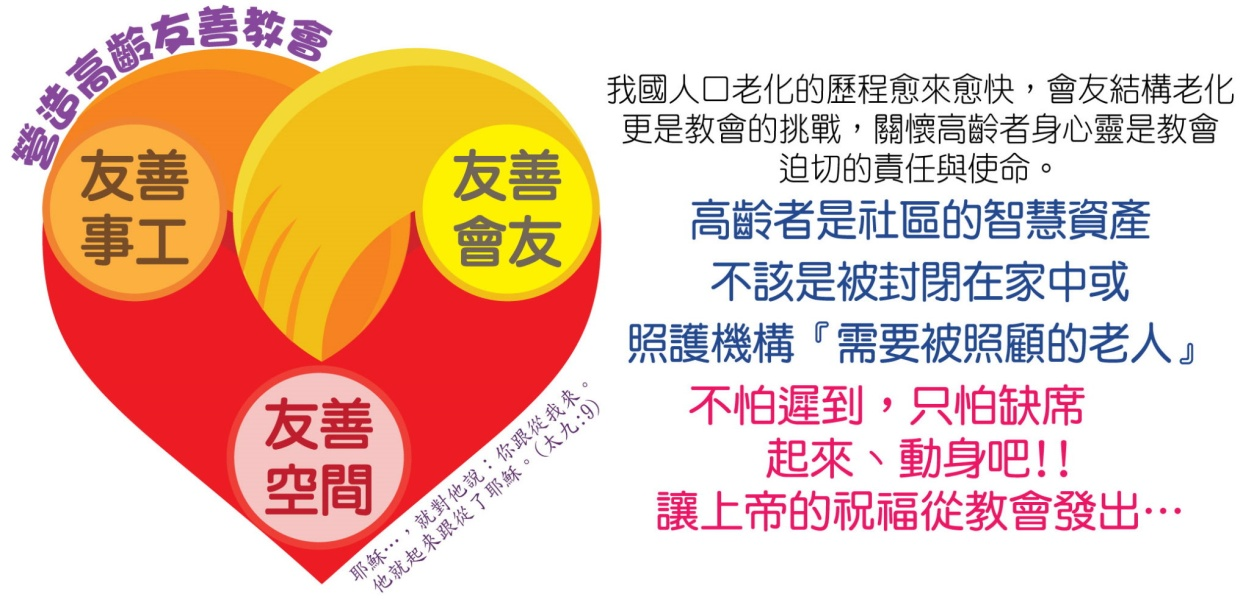 營造高齡友善教會
友善
事工
友善
會友
友善
空間
耶穌…，就對他說：你跟從我來。
他就起來跟從了耶穌。(太九:9)
我國人口老化的歷程愈來愈快，會友結構老化
更是教會的挑戰，關懷高齡者身心靈是教會
迫切的責任與使命。
高齡者是社區的智慧資產
不該是被封閉在家中或
照護機構『需要被照顧的老人』
不怕遲到，只怕缺席
起來、動身吧!!
讓上帝的祝福從教會發出…